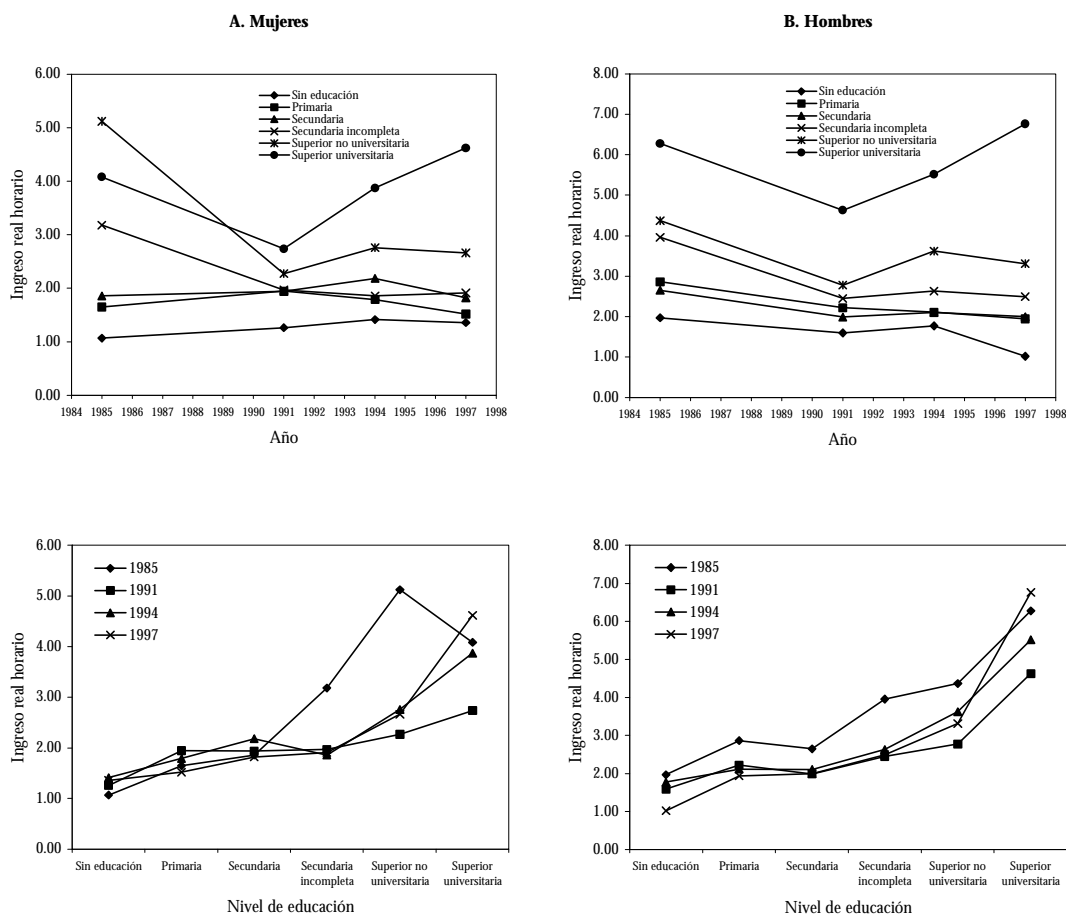 A. Mujeres
6.00
5.00
4.00
3.00
2.00
1.00
0.00
Ingreso real horario
Sin educación
Primaria
Secundaria
Secundaria incompleta
Superior no universitaria
Superior universitaria
1984 1985 1986 1987 1988 1989 1990 1991 1992 1993 1994 1995 1996 1997 1998
Año
B. Hombres
8.00
7.00
6.00
5.00
4.00
3.00
2.00
1.00
0.00
Ingreso real horario
Sin educación
Primaria
Secundaria
Secundaria incompleta
Superior no universitaria
Superior universitaria
1984 1985 1986 1987 1988 1989 1990 1991 1992 1993 1994 1995 1996 1997 1998
Año
6.00
5.00
4.00
3.00
2.00
1.00
0.00
Ingreso real horario
1985
1991
1994
1997
Sin educación Primaria Secundaria Secundaria Superior no Superior
incompleta universitaria universitaria
Nivel de educación
8.00
7.00
6.00
5.00
4.00
3.00
2.00
1.00
0.00
Ingreso real horario
1985
1991
1994
1997
Sin educación Primaria Secundaria Secundaria Superior no Superior
incompleta universitaria universitaria
Nivel de educación